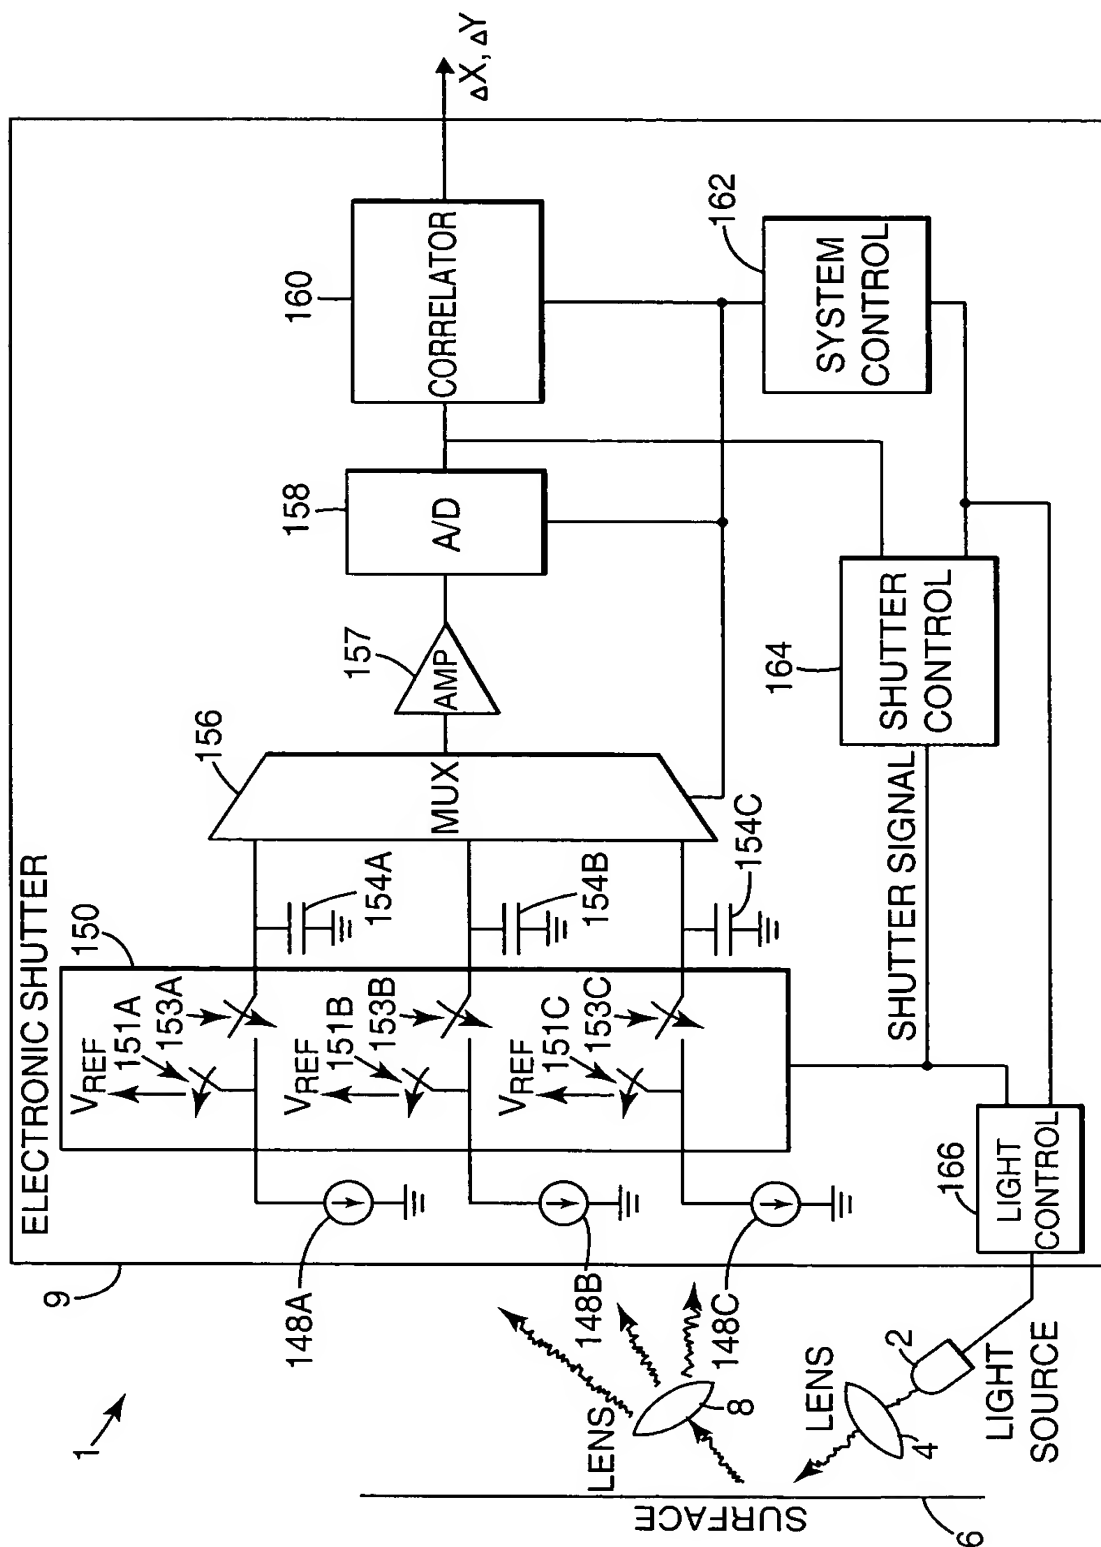 ELECTRONIC SHUTTER
9
1
150
VREF
151A
153A
VREF
151B
153B
VREF
151C
153C
148A
148B
148C
154A
154B
154C
156
MUX
157
AMP
158
A/D
160
CORRELATOR
ΔX, ΔY
162
SYSTEM
CONTROL
164
SHUTTER
CONTROL
SHUTTER SIGNAL
166
LIGHT
CONTROL
LENS
8
LENS
4
2
LIGHT
SOURCE
SURFACE
6